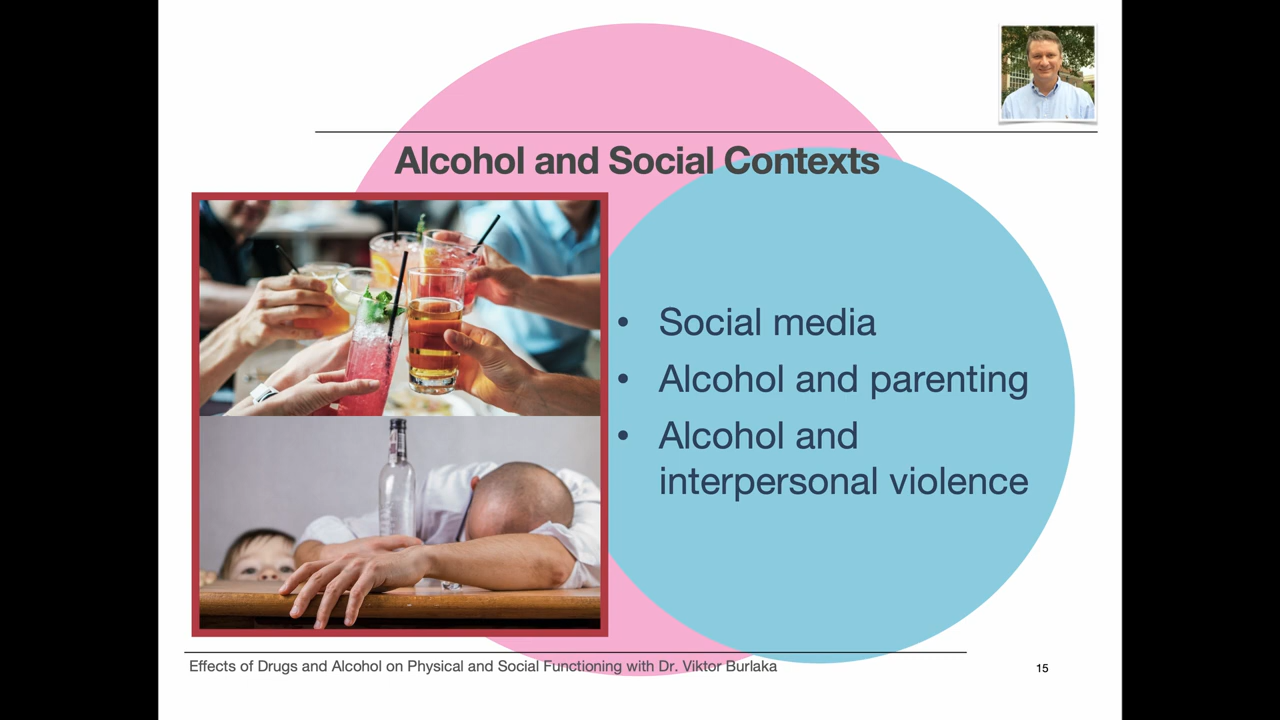 Alcohol and Social Contexts
• Social media
• Alcohol and parenting
• Alcohol and
interpersonal violence
Effects of Drugs and Alcohol on Physical and Social Functioning with Dr. Viktor Burlaka
15